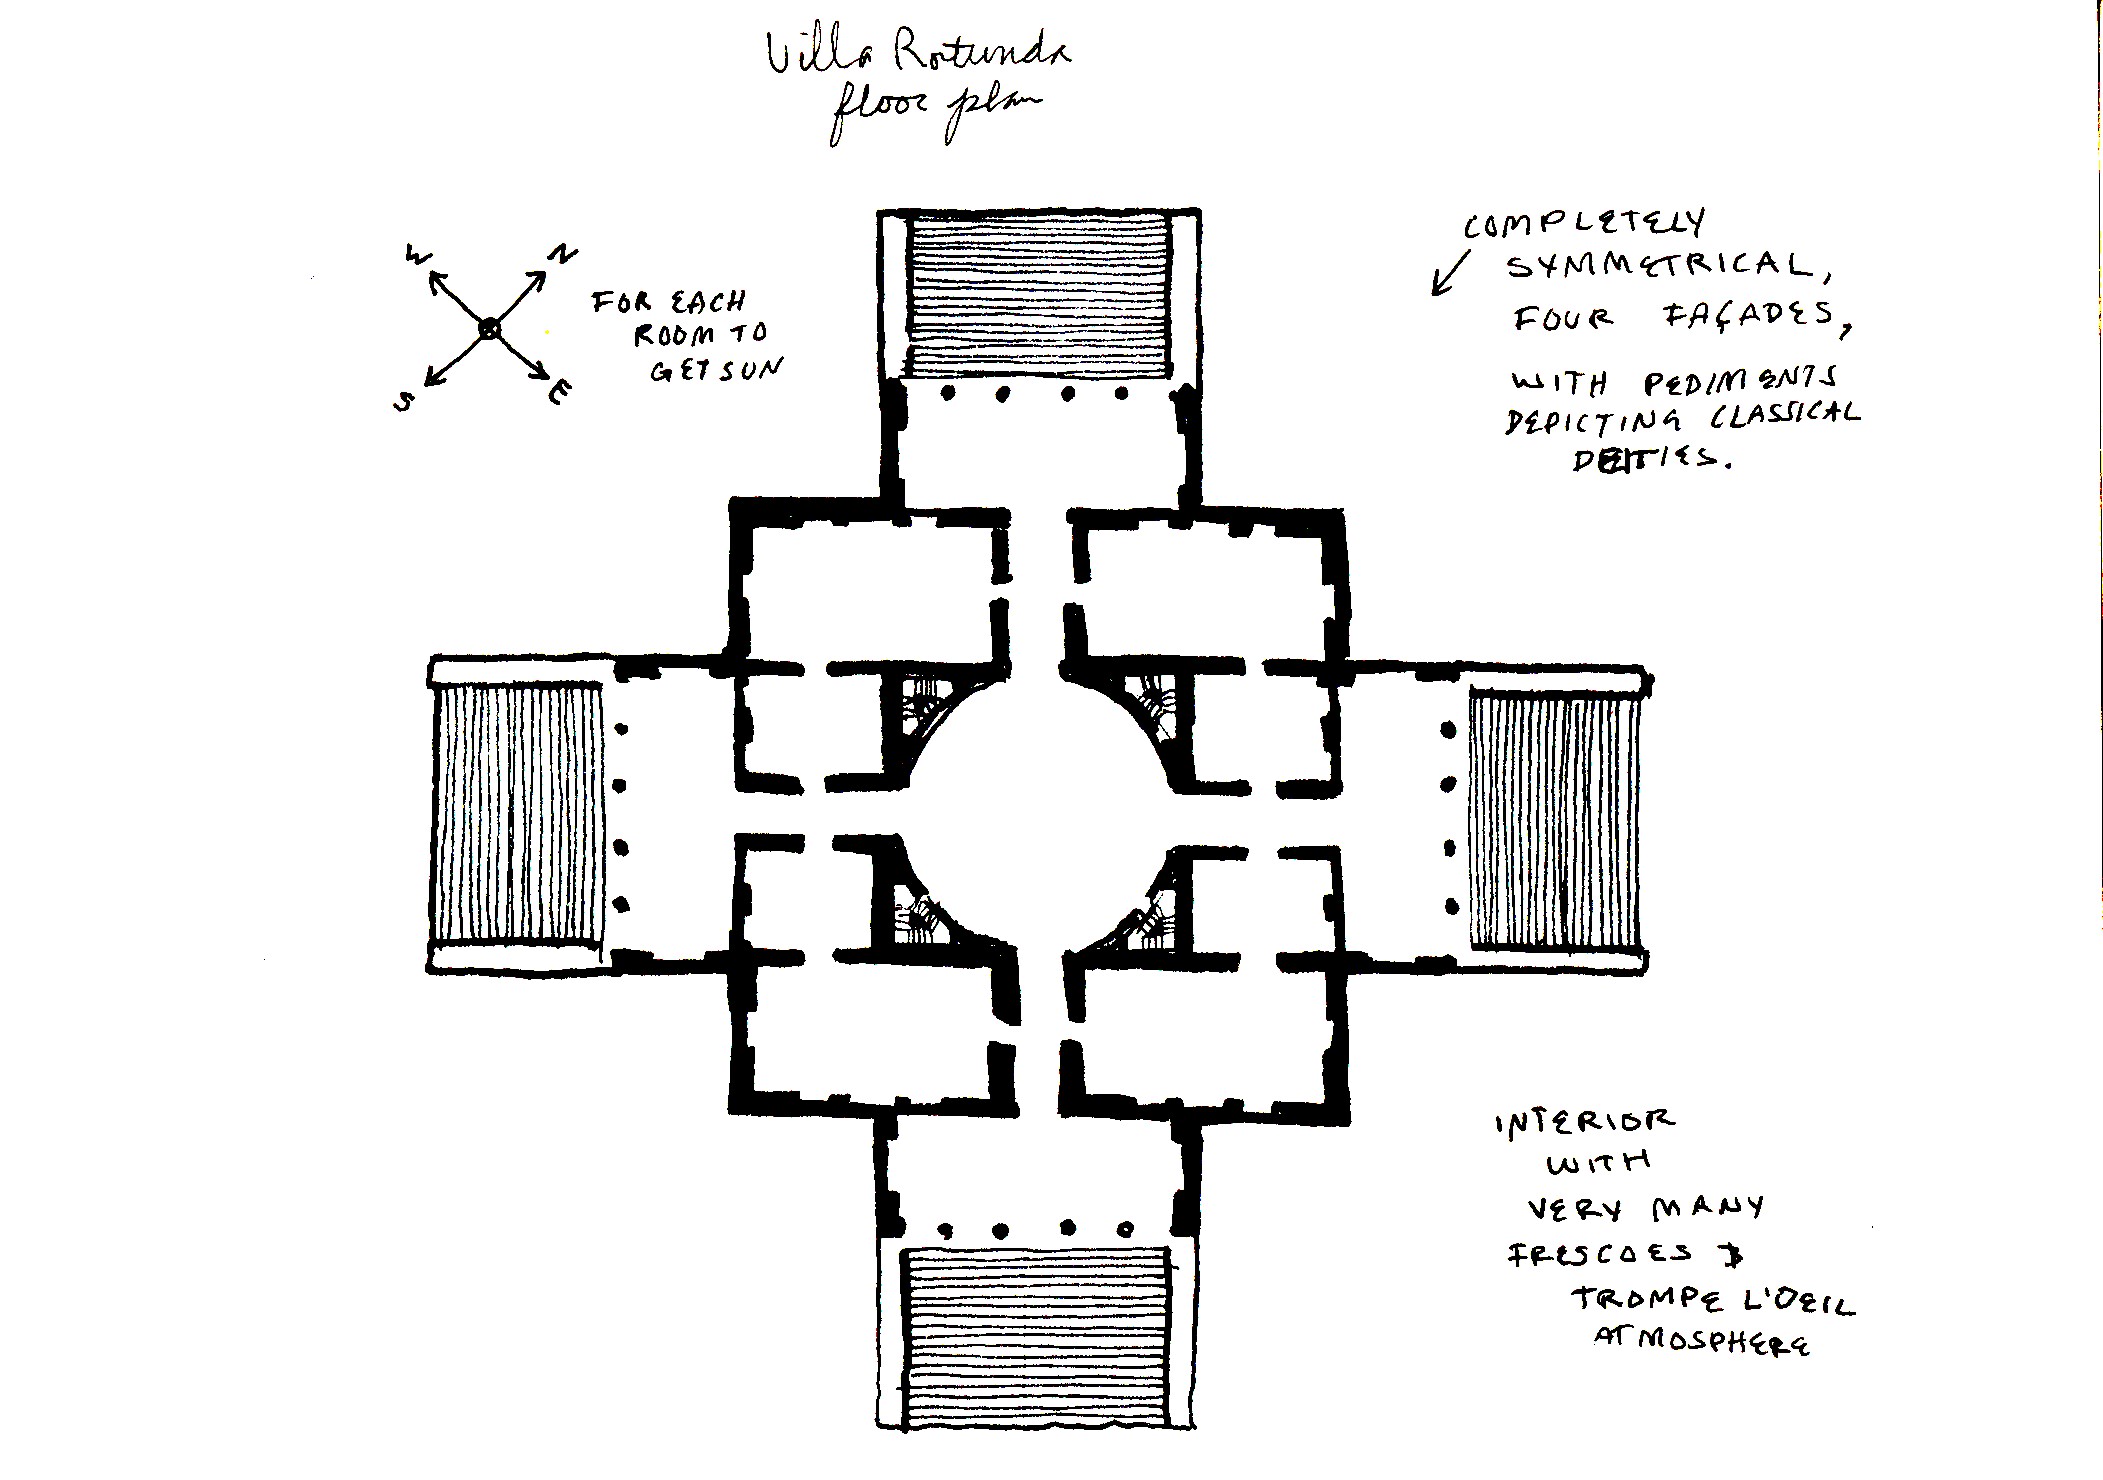 Villa Rotunda
floor plan
W
N
S
E
FOR EACH
ROOM TO
GET SUN
COMPLETELY
SYMMETRICAL,
FOUR FAÇADES,
WITH PEDIMENTS
DEPICTING CLASSICAL
DEITIES.
INTERIOR
WITH
VERY MANY
FRESCOES &
TROMPE L'OEIL
ATMOSPHERE